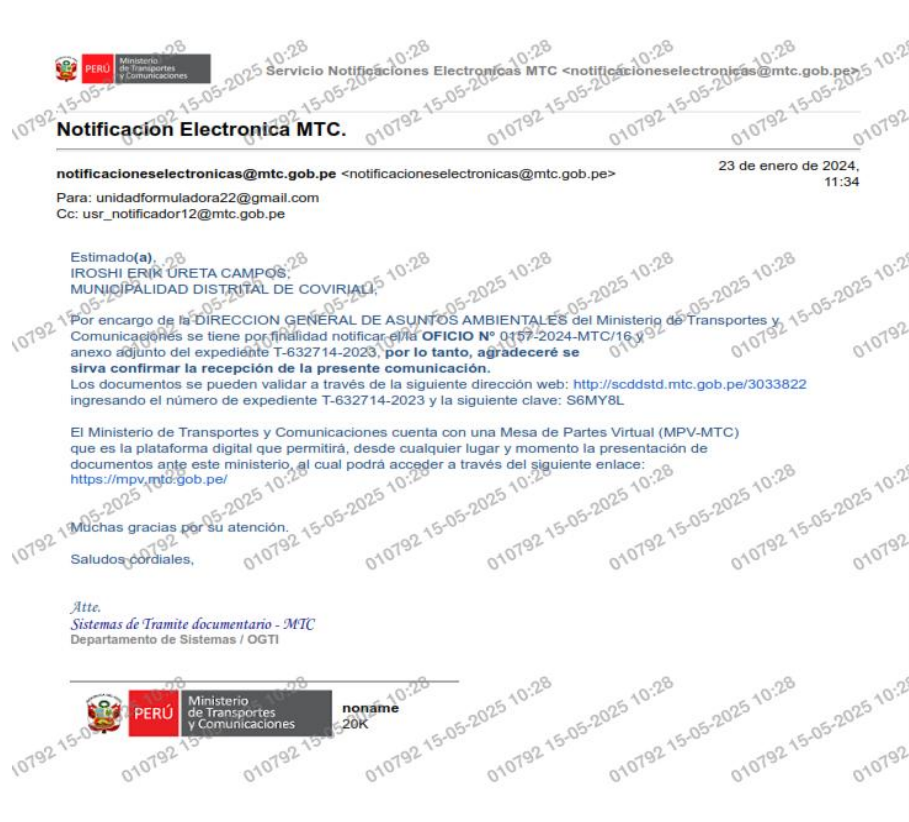 PERÚ Ministerio de Transportes y Comunicaciones
Servicio Notificaciones Electronicas MTC <notificacioneselectronicas@mtc.gob.pe>
Notificacion Electronica MTC.
notificacioneselectronicas@mtc.gob.pe <notificacioneselectronicas@mtc.gob.pe>
23 de enero de 2024,
11:34
Para: unidadformuladora22@gmail.com
Cc: usr_notificador12@mtc.gob.pe
Estimado(a),
IROSHI ERIK URETA CAMPOS;
MUNICIPALIDAD DISTRITAL DE COVIRIALI,
Por encargo de la DIRECCION GENERAL DE ASUNTOS AMBIENTALES del Ministerio de Transportes y
Comunicaciones se tiene por finalidad notificar el/la OFICIO Nº 0157-2024-MTC/16 y
anexo adjunto del expediente T-632714-2023, por lo tanto, agradeceré se
sirva confirmar la recepción de la presente comunicación.
Los documentos se pueden validar a través de la siguiente dirección web: http://scddstd.mtc.gob.pe/3033822
ingresando el número de expediente T-632714-2023 y la siguiente clave: S6MY8L
El Ministerio de Transportes y Comunicaciones cuenta con una Mesa de Partes Virtual (MPV-MTC)
que es la plataforma digital que permitirá, desde cualquier lugar y momento la presentación de
documentos ante este ministerio, al cual podrá acceder a través del siguiente enlace:
https://mpv.mtc.gob.pe/
Muchas gracias por su atención.
Saludos cordiales,
Atte.
Sistemas de Tramite documentario - MTC
Departamento de Sistemas / OGTI
PERÚ Ministerio de Transportes y Comunicaciones
noname
20K
010792 15-05-2025 10:28